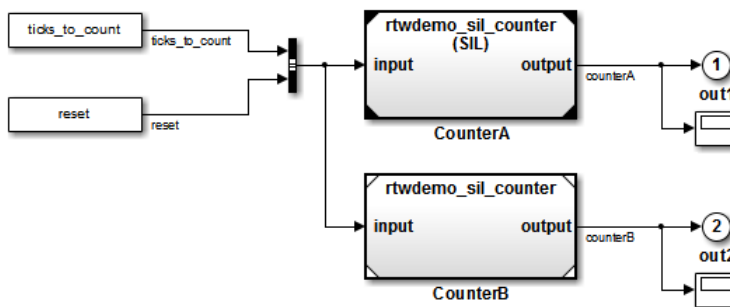 ticks_to_count
ticks_to_count
reset
reset
rtwdemo_sil_counter
(SIL)
input
output
CounterA
counterA
1
out1
rtwdemo_sil_counter
input
output
CounterB
counterB
2
out2